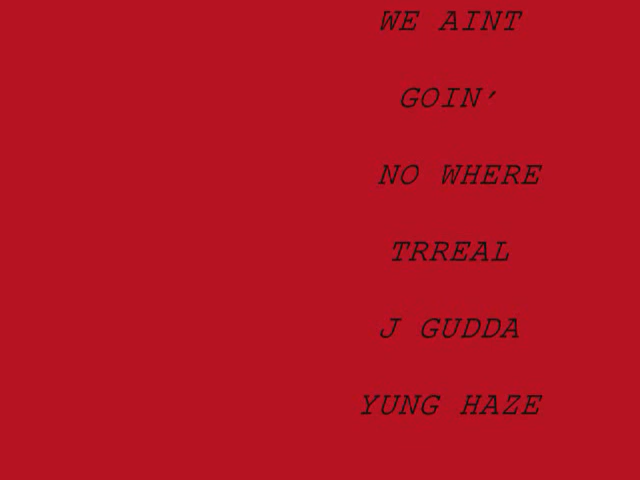 WE AINT
GOIN'
NO WHERE
TRREAL
J GUDDA
YUNG HAZE